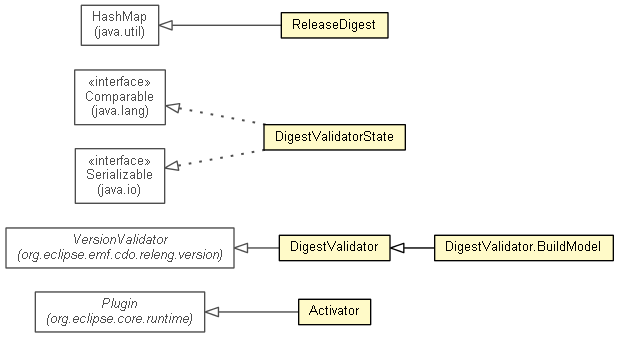 HashMap
(java.util)
ReleaseDigest
«interface»
Comparable
(java.lang)
DigestValidatorState
«interface»
Serializable
(java.io)
VersionValidator
(org.eclipse.emf.cdo.releng.version)
DigestValidator
DigestValidator.BuildModel
Plugin
(org.eclipse.core.runtime)
Activator